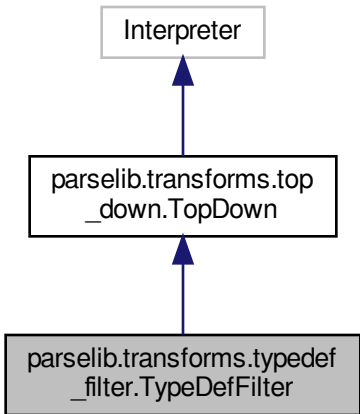 Interpreter
parselib.transforms.top
_down.TopDown
parselib.transforms.typedef
_filter.TypeDefFilter